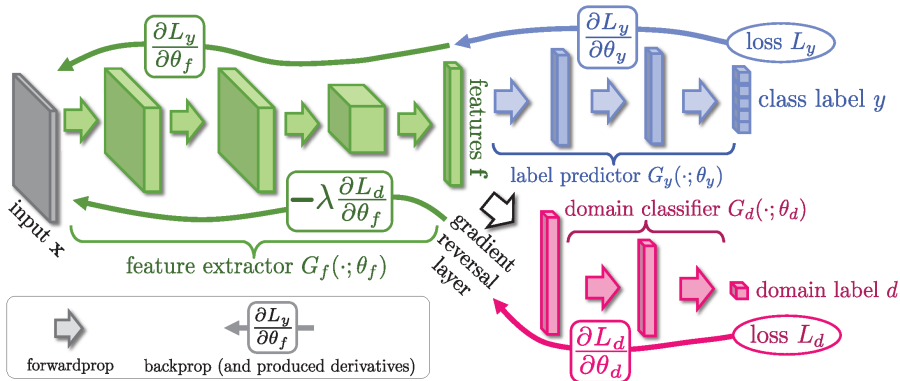 ∂L_y/∂θ_f
∂L_y/∂θ_y
loss L_y
features f
class label y
label predictor G_y(·; θ_y)
−λ ∂L_d/∂θ_f
input x
feature extractor G_f(·; θ_f)
gradient
reversal
layer
domain classifier G_d(·; θ_d)
domain label d
∂L_d/∂θ_d
loss L_d
∂L_y/∂θ_f
forwardprop
backprop (and produced derivatives)